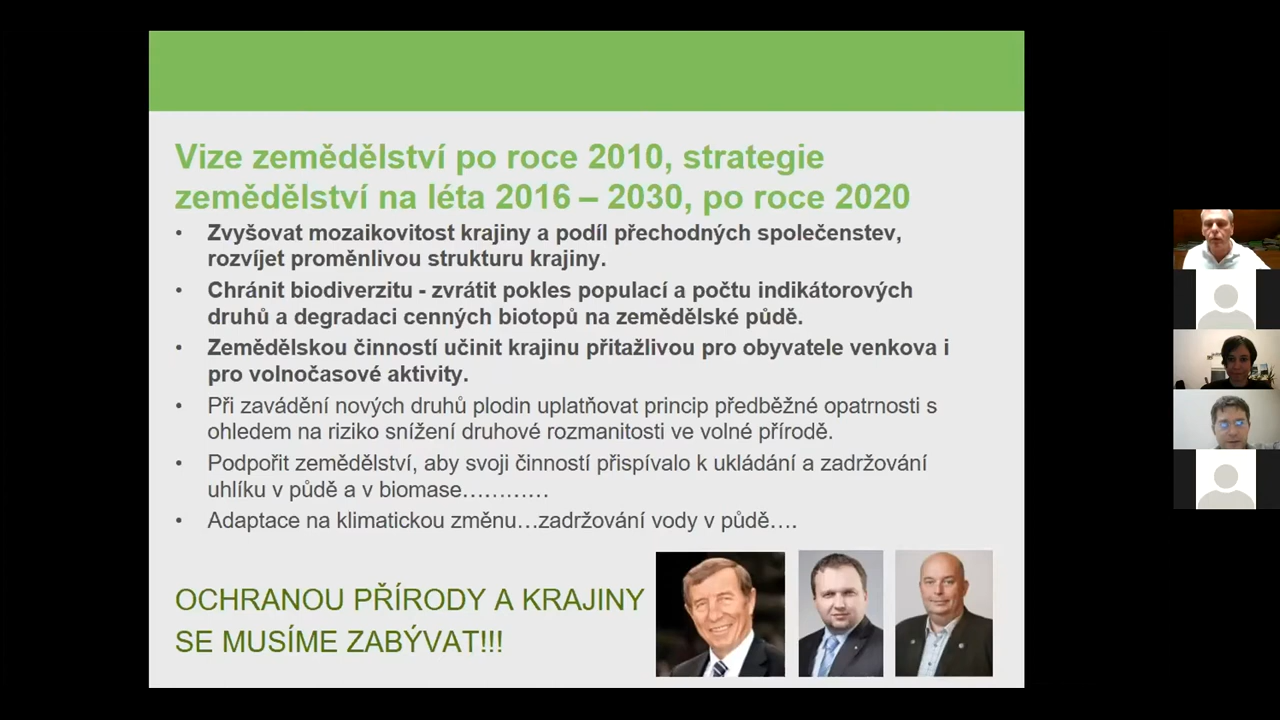 Vize zemědělství po roce 2010, strategie
zemědělství na léta 2016 – 2030, po roce 2020
• Zvyšovat mozaikovitost krajiny a podíl přechodných společenstev,
rozvíjet proměnlivou strukturu krajiny.
• Chránit biodiverzitu - zvrátit pokles populací a počtu indikátorových
druhů a degradaci cenných biotopů na zemědělské půdě.
• Zemědělskou činností učinit krajinu přitažlivou pro obyvatele venkova i
pro volnočasové aktivity.
• Při zavádění nových druhů plodin uplatňovat princip předběžné opatrnosti s
ohledem na riziko snížení druhové rozmanitosti ve volné přírodě.
• Podpořit zemědělství, aby svoji činností přispívalo k ukládání a zadržování
uhlíku v půdě a v biomase…………
• Adaptace na klimatickou změnu…zadržování vody v půdě….
OCHRANOU PŘÍRODY A KRAJINY
SE MUSÍME ZABÝVAT!!!